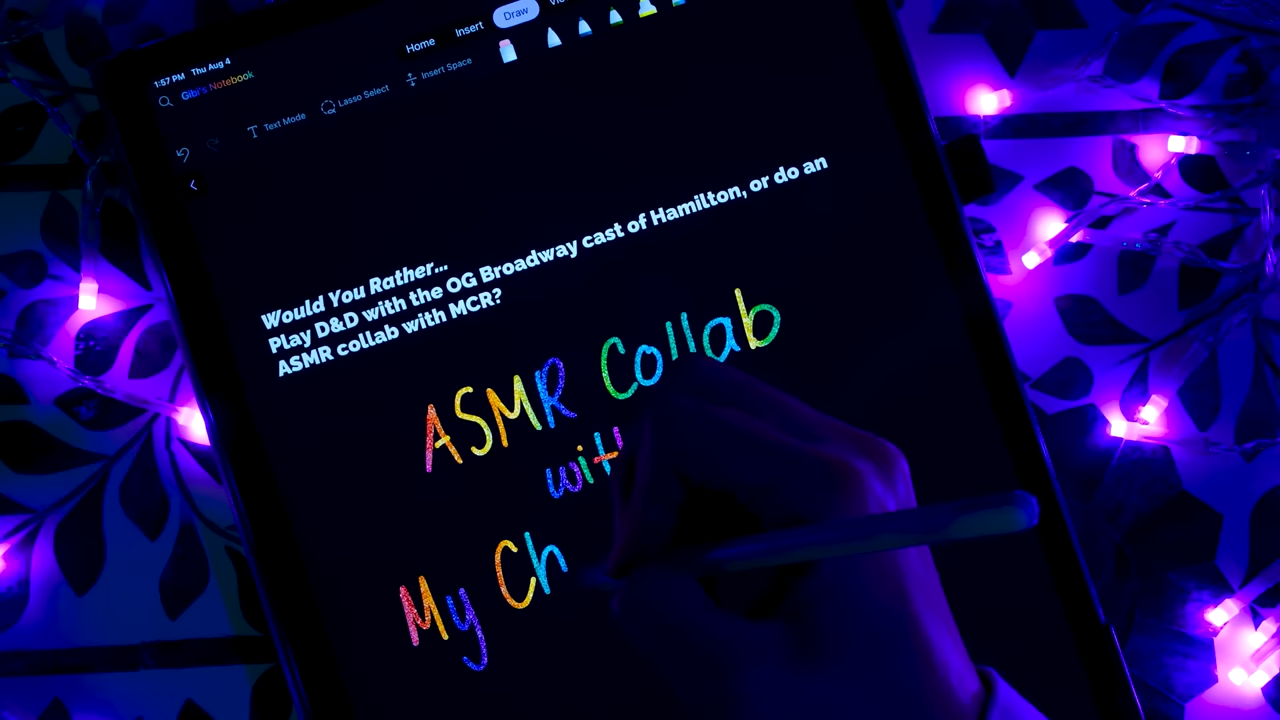 1:57 PM Thu Aug 4
Home Insert Draw
Gibi's Notebook
Text Mode Lasso Select Insert Space
Would You Rather...
Play D&D with the OG Broadway cast of Hamilton, or do an
ASMR collab with MCR?
ASMR Collab
with
My Ch